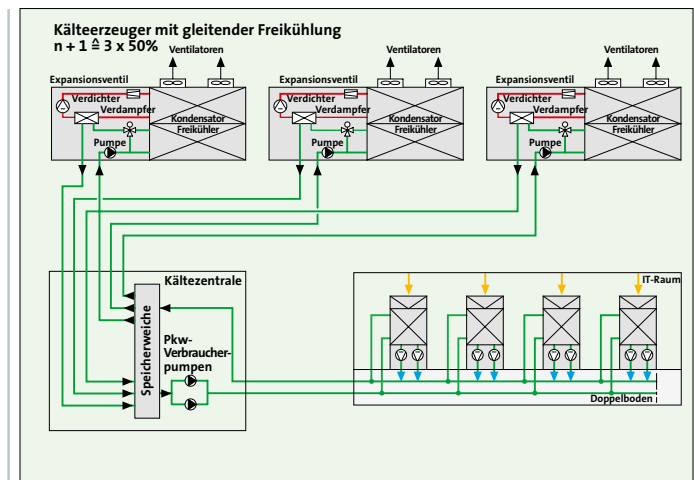 Kälteerzeuger mit gleitender Freikühlung
n + 1 ≙ 3 x 50%
Ventilatoren
Ventilatoren
Ventilatoren
Expansionsventil
Verdichter
Verdampfer
Kondensator
Freikühler
Pumpe
Expansionsventil
Verdichter
Verdampfer
Kondensator
Freikühler
Pumpe
Expansionsventil
Verdichter
Verdampfer
Kondensator
Freikühler
Pumpe
Kältezentrale
Speicherweiche
Pkw-
Verbraucher-
pumpen
IT-Raum
Doppelboden